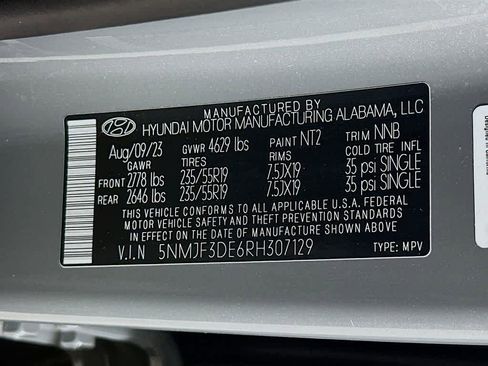 MANUFACTURED BY
HYUNDAI MOTOR MANUFACTURING ALABAMA, LLC
Aug/09/23 GVWR 4629 lbs PAINT NT2 TRIM NNB
GAWR TIRES RIMS COLD TIRE INFL
FRONT 2778 lbs 235/55R19 7.5JX19 35 psi SINGLE
REAR 2646 lbs 235/55R19 7.5JX19 35 psi SINGLE
THIS VEHICLE CONFORMS TO ALL APPLICABLE U.S.A. FEDERAL
MOTOR VEHICLE SAFETY AND THEFT PREVENTION STANDARDS
IN EFFECT ON THE DATE OF MANUFACTURE SHOWN ABOVE
V.I.N 5NMJF3DE6RH307129 TYPE: MPV